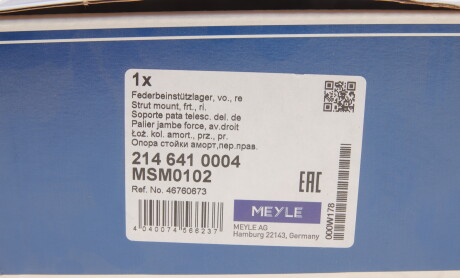 1x
Federbeinstützlager, vo., re
Strut mount, frt., ri.
Soporte pata telesc. del. de
Palier jambe force, av.droit
Łoż. kol. amort., prz., pr.
Опора стойки аморт,пер.прав.
214 641 0004
MSM0102
Ref. No. 46760673
EAC
MEYLE
MEYLE AG
Hamburg 22143, Germany
4 040074 566237
000W178